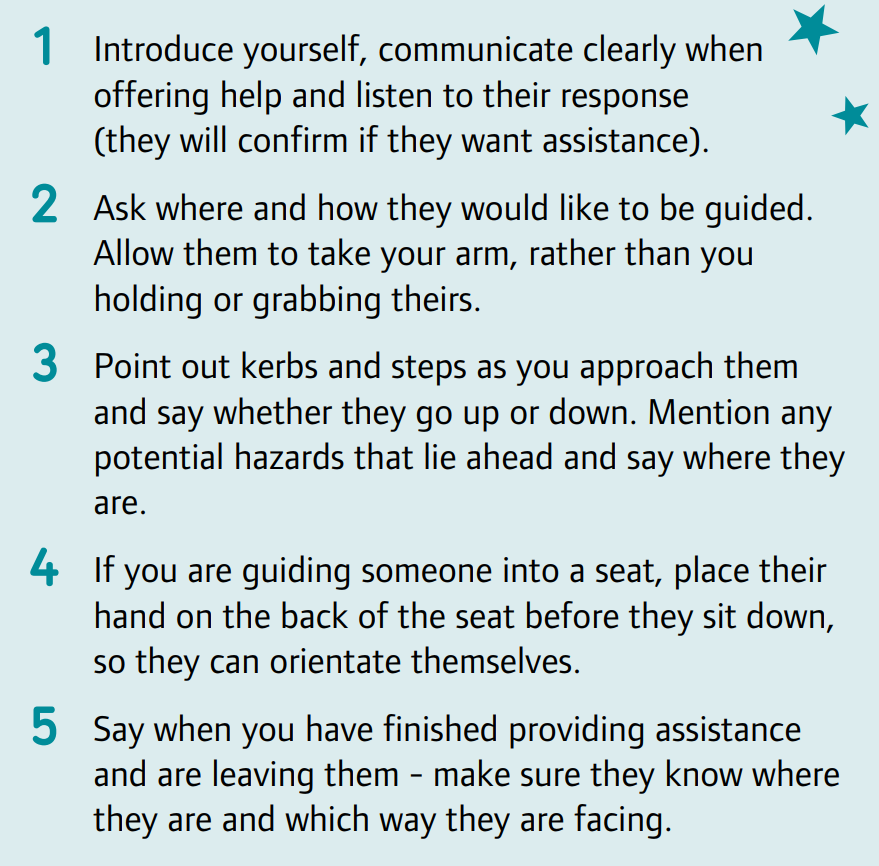 1 Introduce yourself, communicate clearly when
offering help and listen to their response
(they will confirm if they want assistance).
2 Ask where and how they would like to be guided.
Allow them to take your arm, rather than you
holding or grabbing theirs.
3 Point out kerbs and steps as you approach them
and say whether they go up or down. Mention any
potential hazards that lie ahead and say where they
are.
4 If you are guiding someone into a seat, place their
hand on the back of the seat before they sit down,
so they can orientate themselves.
5 Say when you have finished providing assistance
and are leaving them – make sure they know where
they are and which way they are facing.